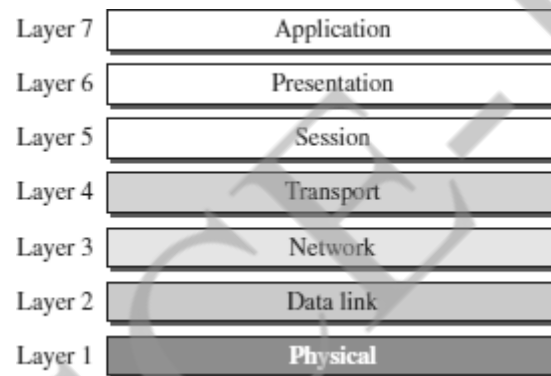 Layer 7 Application
Layer 6 Presentation
Layer 5 Session
Layer 4 Transport
Layer 3 Network
Layer 2 Data link
Layer 1 Physical